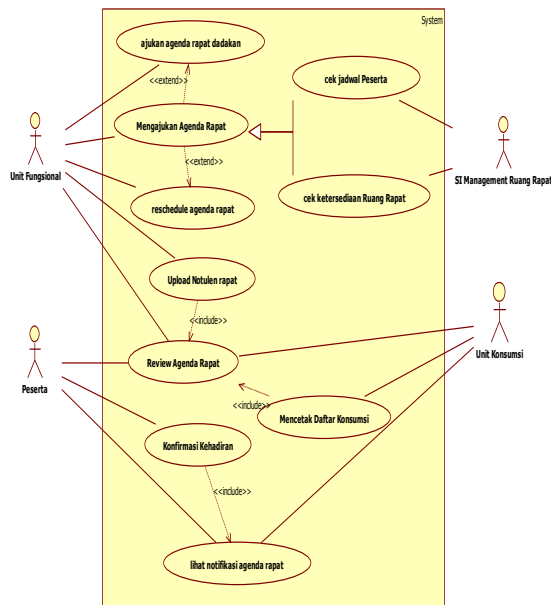 System
ajukan agenda rapat dadakan
<<extend>>
cek jadwal Peserta
Mengajukan Agenda Rapat
<<extend>>
Unit Fungsional
SI Management Ruang Rapat
reschedule agenda rapat
cek ketersediaan Ruang Rapat
Upload Notulen rapat
<<include>>
Review Agenda Rapat
Unit Konsumsi
Peserta
<<include>>
Mencetak Daftar Konsumsi
Konfirmasi Kehadiran
<<include>>
lihat notifikasi agenda rapat